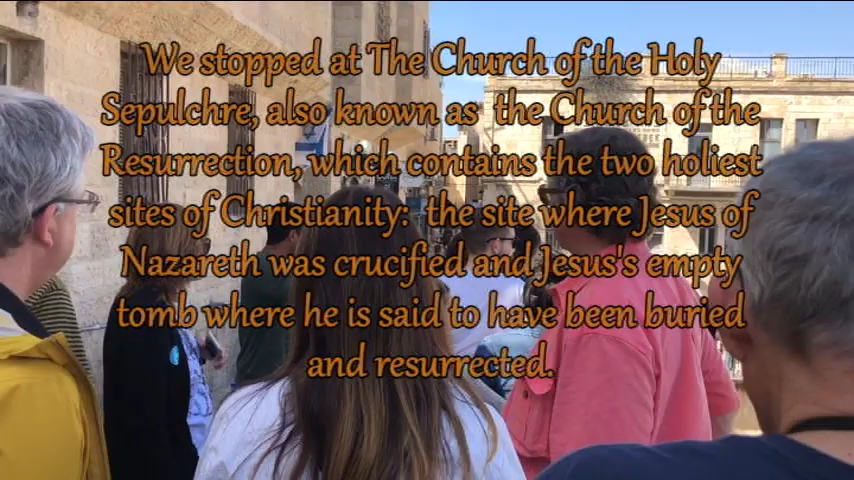 We stopped at The Church of the Holy
Sepulchre, also known as the Church of the
Resurrection, which contains the two holiest
sites of Christianity: the site where Jesus of
Nazareth was crucified and Jesus's empty
tomb where he is said to have been buried
and resurrected.